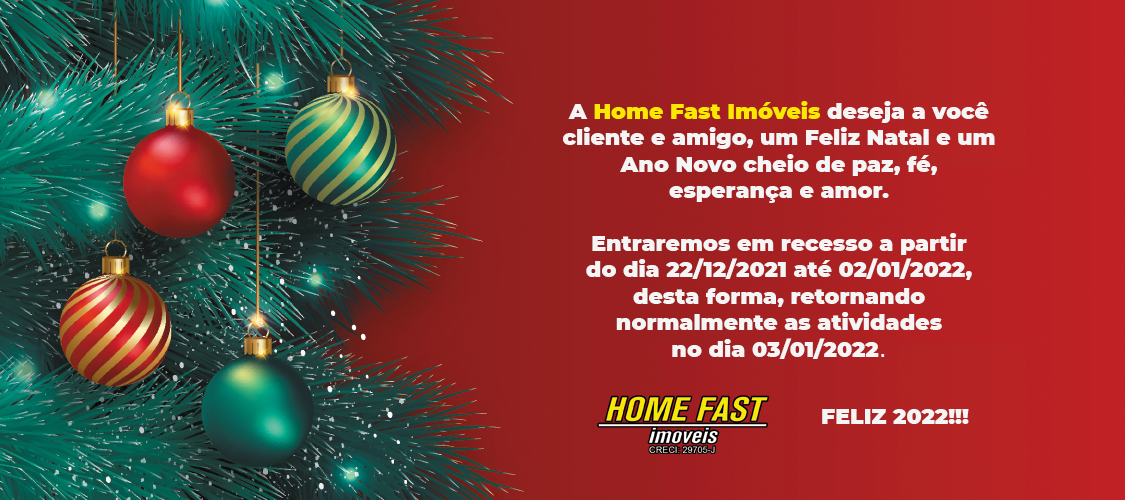 A Home Fast Imóveis deseja a você
cliente e amigo, um Feliz Natal e um
Ano Novo cheio de paz, fé,
esperança e amor.
Entraremos em recesso a partir
do dia 22/12/2021 até 02/01/2022,
desta forma, retornando
normalmente as atividades
no dia 03/01/2022.
HOME FAST
imoveis
CRECI: 29705-J
FELIZ 2022!!!